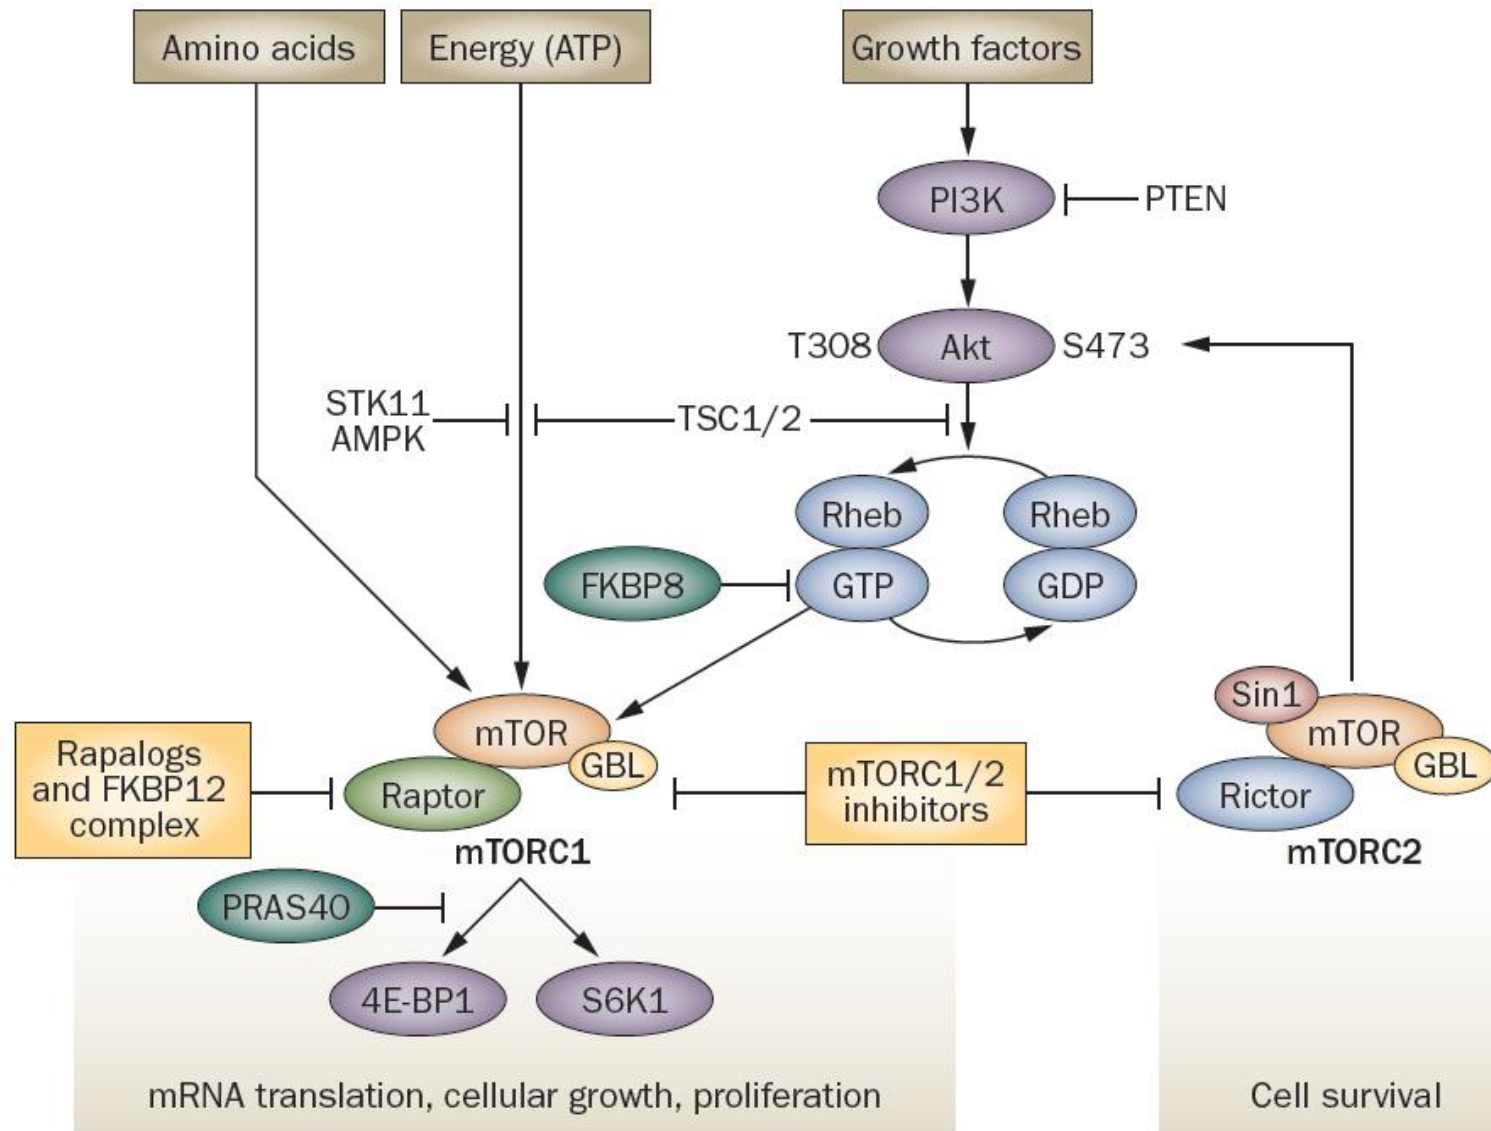 Amino acids
Energy (ATP)
Growth factors
PI3K
PTEN
T308
Akt
S473
STK11
AMPK
TSC1/2
Rheb
Rheb
FKBP8
GTP
GDP
Sin1
mTOR
GBL
Raptor
mTORC1
Rapalogs
and FKBP12
complex
mTORC1/2
inhibitors
mTOR
GBL
Rictor
mTORC2
PRAS40
4E-BP1
S6K1
mRNA translation, cellular growth, proliferation
Cell survival